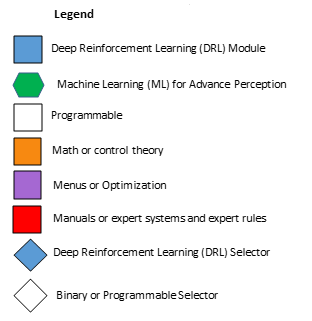 Legend
Deep Reinforcement Learning (DRL) Module
Machine Learning (ML) for Advance Perception
Programmable
Math or control theory
Menus or Optimization
Manuals or expert systems and expert rules
Deep Reinforcement Learning (DRL) Selector
Binary or Programmable Selector